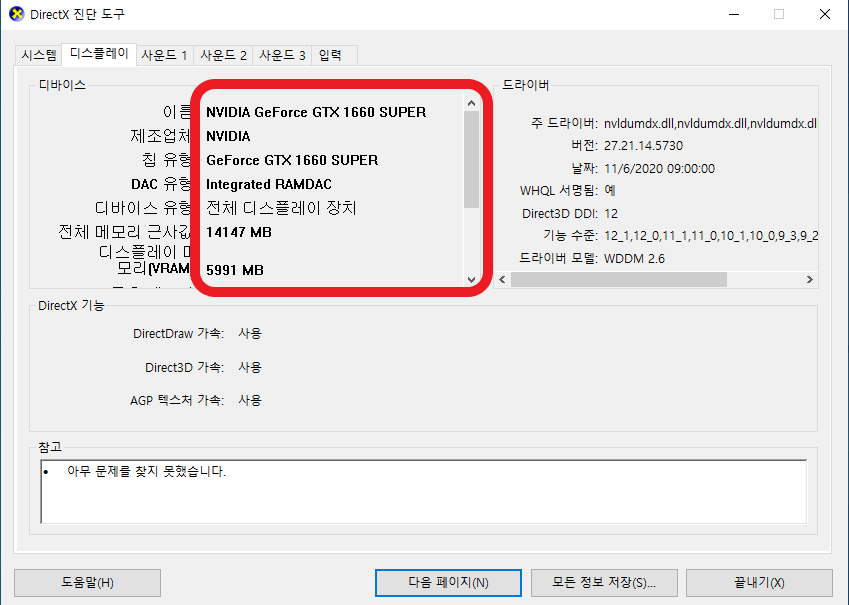 DirectX 진단 도구
시스템 디스플레이 사운드 1 사운드 2 사운드 3 입력
디바이스
이름 NVIDIA GeForce GTX 1660 SUPER
제조업체 NVIDIA
칩 유형 GeForce GTX 1660 SUPER
DAC 유형 Integrated RAMDAC
디바이스 유형 전체 디스플레이 장치
전체 메모리 근사값 14147 MB
디스플레이 메
모리(VRAM 5991 MB
드라이버
주 드라이버: nvldumdx.dll,nvldumdx.dll,nvldumdx.dl
버전: 27.21.14.5730
날짜: 11/6/2020 09:00:00
WHQL 서명됨: 예
Direct3D DDI: 12
기능 수준: 12_1,12_0,11_1,11_0,10_1,10_0,9_3,9_2
드라이버 모델: WDDM 2.6
DirectX 기능
DirectDraw 가속: 사용
Direct3D 가속: 사용
AGP 텍스처 가속: 사용
참고
• 아무 문제를 찾지 못했습니다.
도움말(H) 다음 페이지(N) 모든 정보 저장(S)... 끝내기(X)